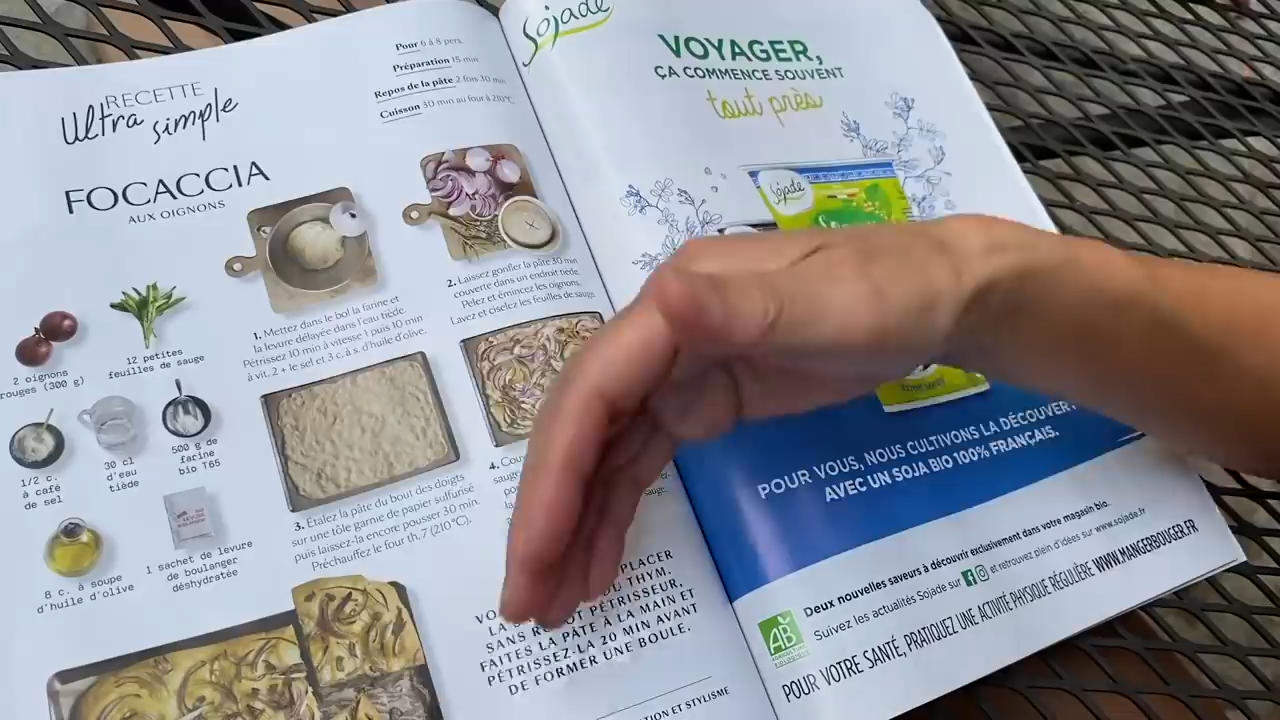 RECETTE
Ultra simple
FOCACCIA
AUX OIGNONS
Pour 6 à 8 pers.
Préparation 15 min
Repos de la pâte 2 fois 30 min
Cuisson 30 min au four à 210°C
2 oignons
rouges (300 g)
12 petites
feuilles de sauge
1/2 c.
à café
de sel
30 cl
d'eau
tiède
500 g de
farine
bio T65
8 c. à soupe
d'huile d'olive
1 sachet de levure
de boulanger
déshydratée
1. Mettez dans le bol la farine et
la levure délayée dans l'eau tiède.
Pétrissez 10 min à vitesse 1 puis 10 min
à vit. 2 + le sel et 3 c. à s. d'huile d'olive.
2. Laissez gonfler la pâte 30 min
couverte dans un endroit tiède.
Pelez et émincez les oignons.
Lavez et ciselez les feuilles de sauge.
3. Étalez la pâte du bout des doigts
sur une tôle garnie de papier sulfurisé
puis laissez-la encore pousser 30 min.
Préchauffez le four th. 7 (210°C).
4.
sauge.
PLACER
THYM.
SANS PÉTRISSEUR,
FAITES LA PÂTE À LA MAIN ET
PÉTRISSEZ-LA 20 MIN AVANT
DE FORMER UNE BOULE.
ET STYLISME
Sojade
VOYAGER,
ÇA COMMENCE SOUVENT
tout près
Sojade
POUR VOUS, NOUS CULTIVONS LA
AVEC UN SOJA BIO 100% FRANÇAIS.
Deux nouvelles saveurs à découvrir exclusivement dans votre magasin bio.
Suivez les actualités Sojade sur et retrouvez plein d'idées sur www.sojade.fr
AB
AGRICULTURE
BIOLOGIQUE
POUR VOTRE SANTÉ, PRATIQUEZ UNE ACTIVITÉ PHYSIQUE RÉGULIÈRE WWW.MANGERBOUGER.FR